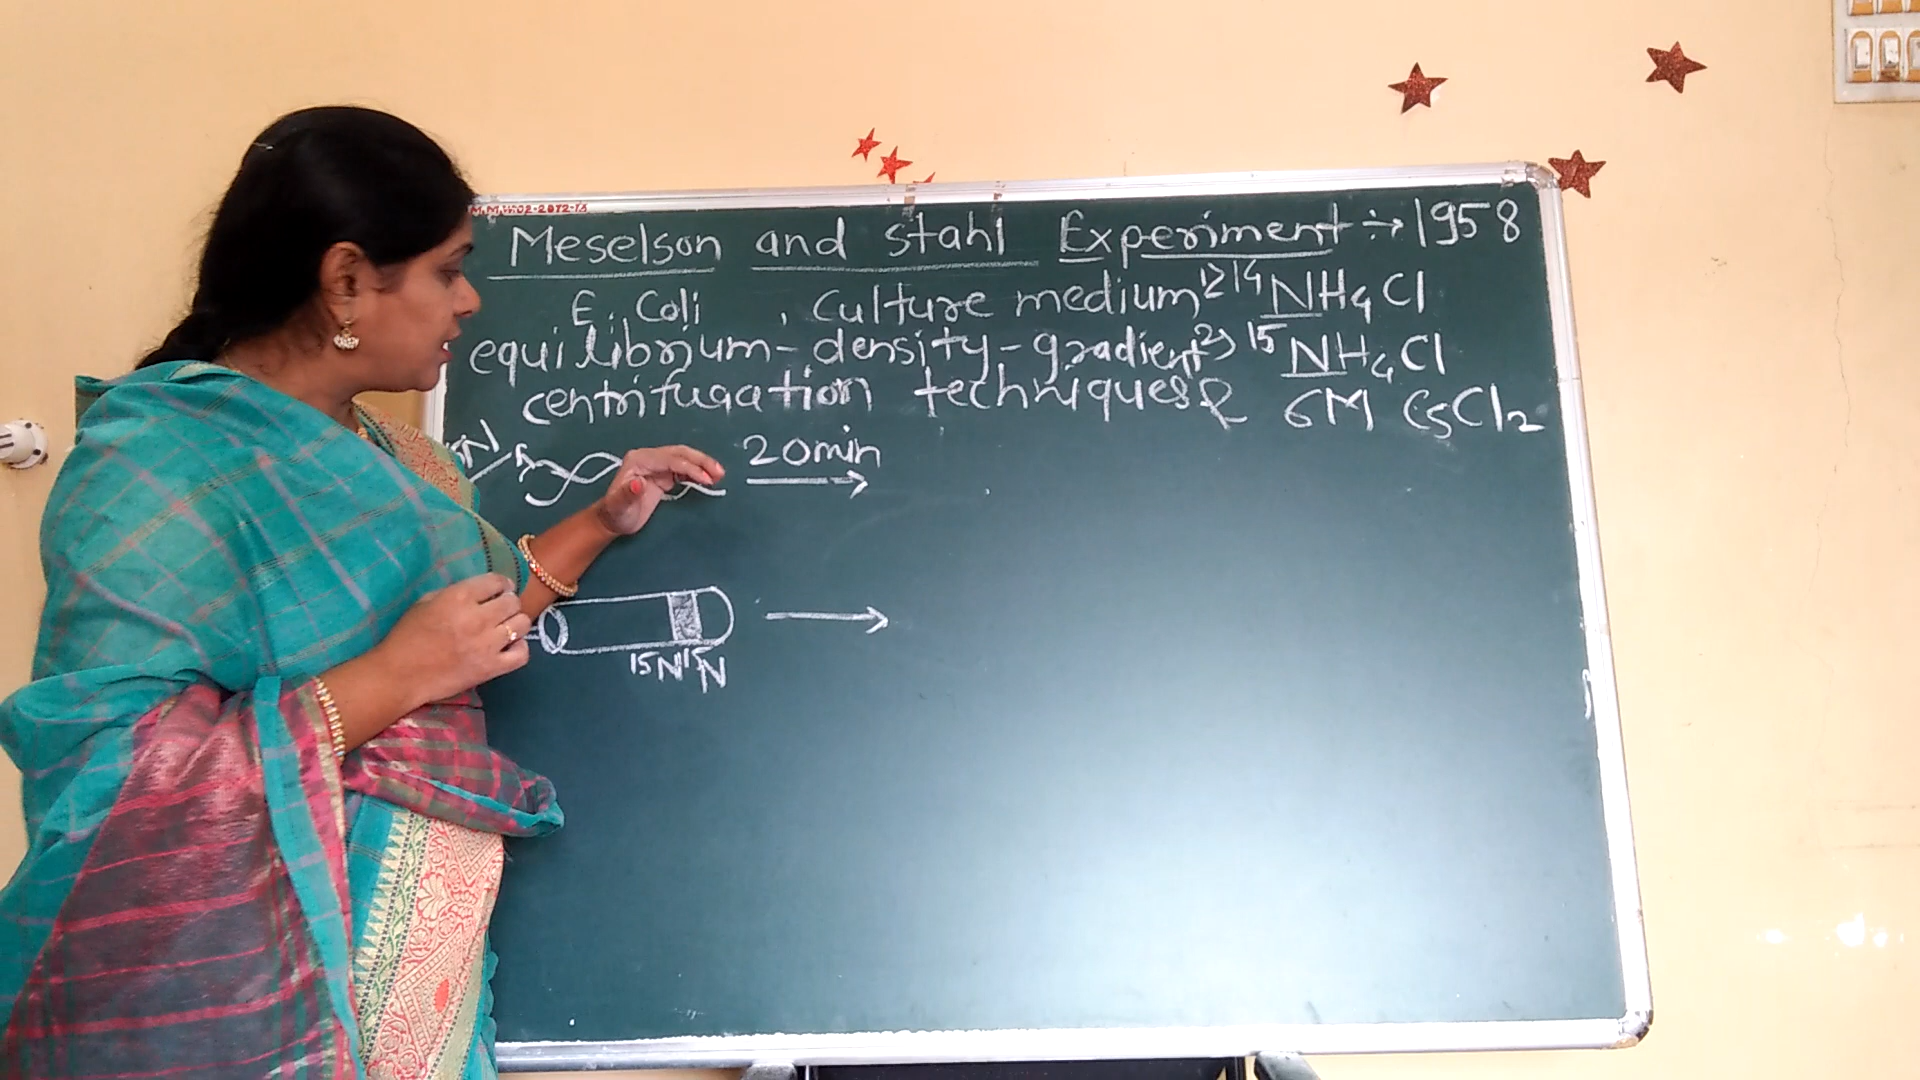 Meselson and stahl Experiment :→ 1958
E. Coli , Culture medium, 1> ¹⁴NH₄Cl
equilibrium-density-gradient 2> ¹⁵NH₄Cl
centrifugation techniques & 6M CsCl₂
¹⁵N 20min
¹⁵N ¹⁵N